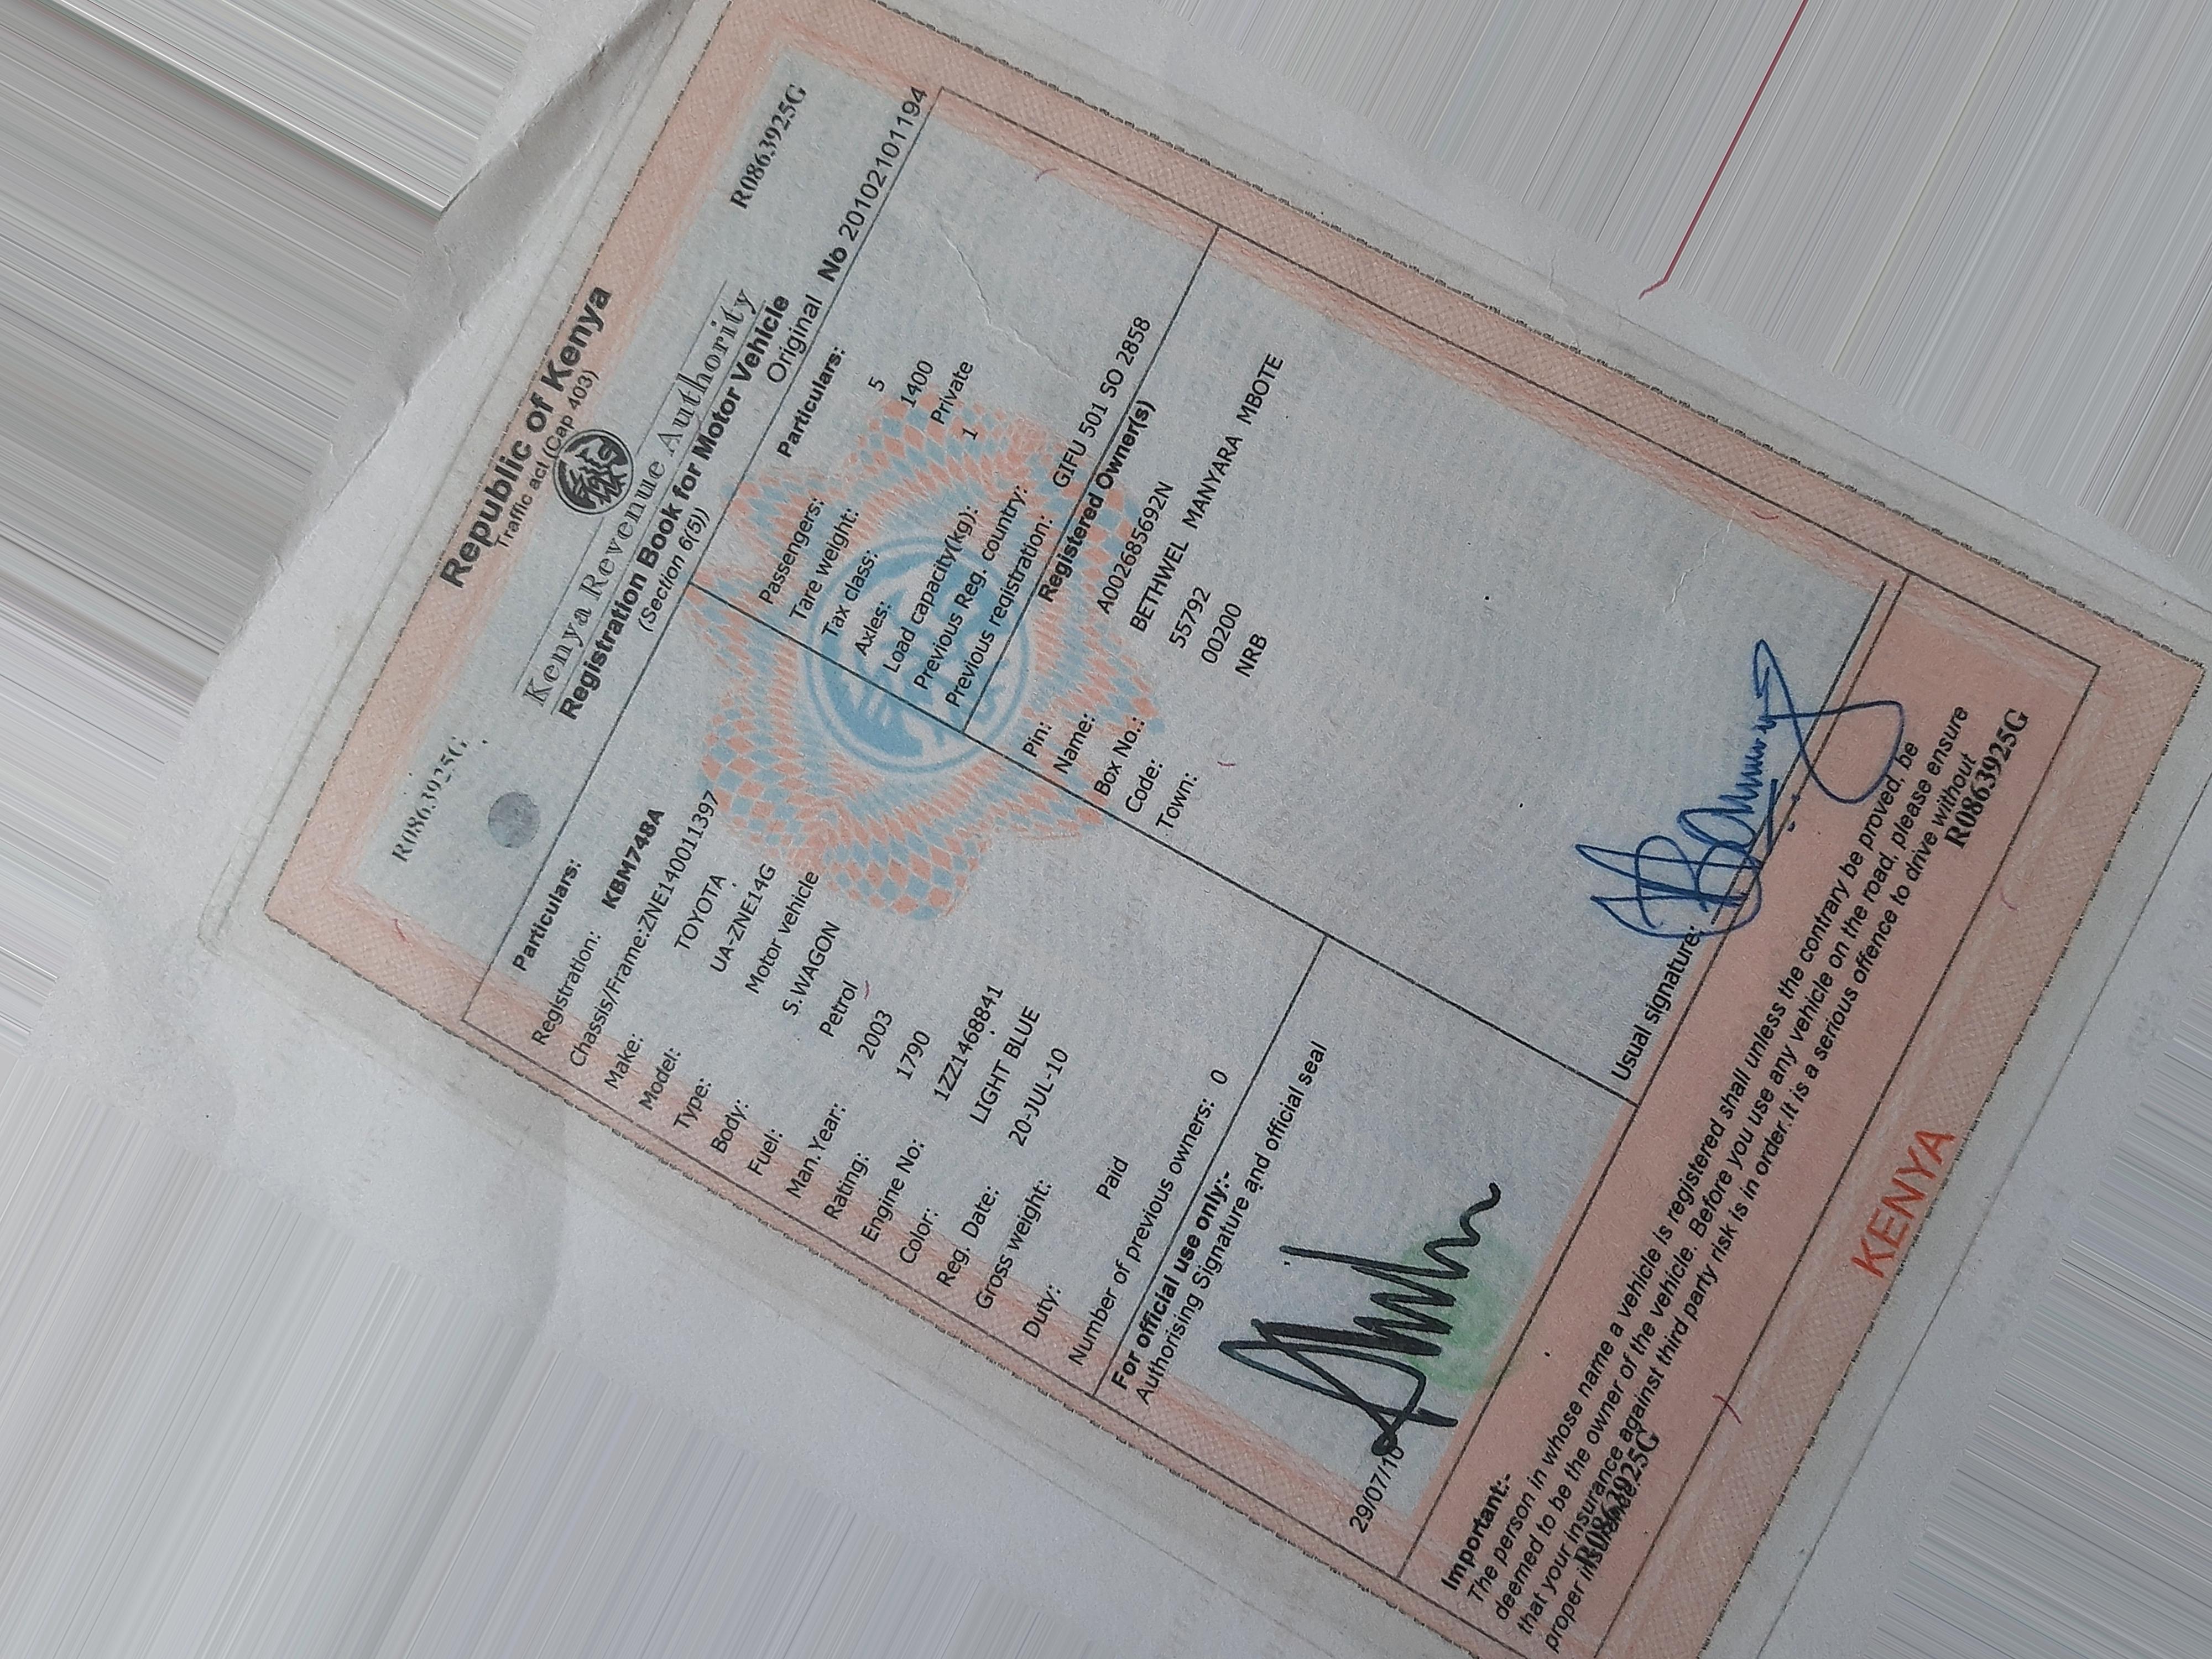 Republic of Kenya
Traffic act (Cap 403)
R0863925G
R0863925G
Kenya Revenue Authority
Registration Book for Motor Vehicle
(Section 6(5))
Original No 201021011​94
Particulars:
Registration: KBM748A
Chassis/Frame:ZNE140011397
Make: TOYOTA
Model: UA-ZNE14G
Type: Motor vehicle
Body: S.WAGON
Fuel: Petrol
Man.Year: 2003
Rating: 1790
Engine No: 1ZZ1468841
Color: LIGHT BLUE
Reg. Date: 20-JUL-10
Gross weight:
Duty: Paid
Number of previous owners: 0
Particulars:
Passengers: 5
Tare weight: 1400
Tax class: Private
Axles: 1
Load capacity(kg):
Previous Reg. country:
Previous registration: GIFU 501 SO 2858
Registered Owner(s)
Pin: A002685692N
Name: BETHWEL MANYARA MBOTE
Box No.: 55792
Code: 00200
Town: NRB
For official use only:-
Authorising Signature and official seal
29/07/10
Usual signature:
Important:-
The person in whose name a vehicle is registered shall unless the contrary be proved, be
deemed to be the owner of the vehicle. Before you use any vehicle on the road, please ensure
that your insurance against third party risk is in order.It is a serious offence to drive without
proper insurance.
R0863925G
R0863925G
KENYA